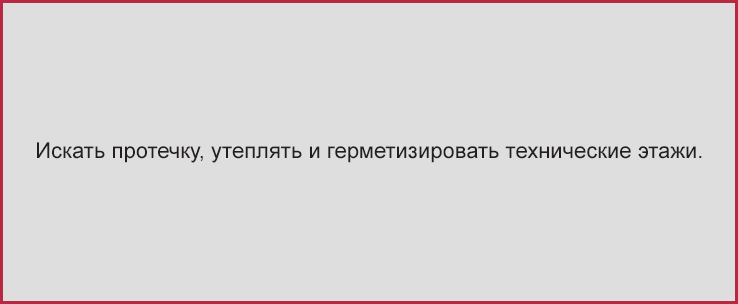 Искать протечку, утеплять и герметизировать технические этажи.